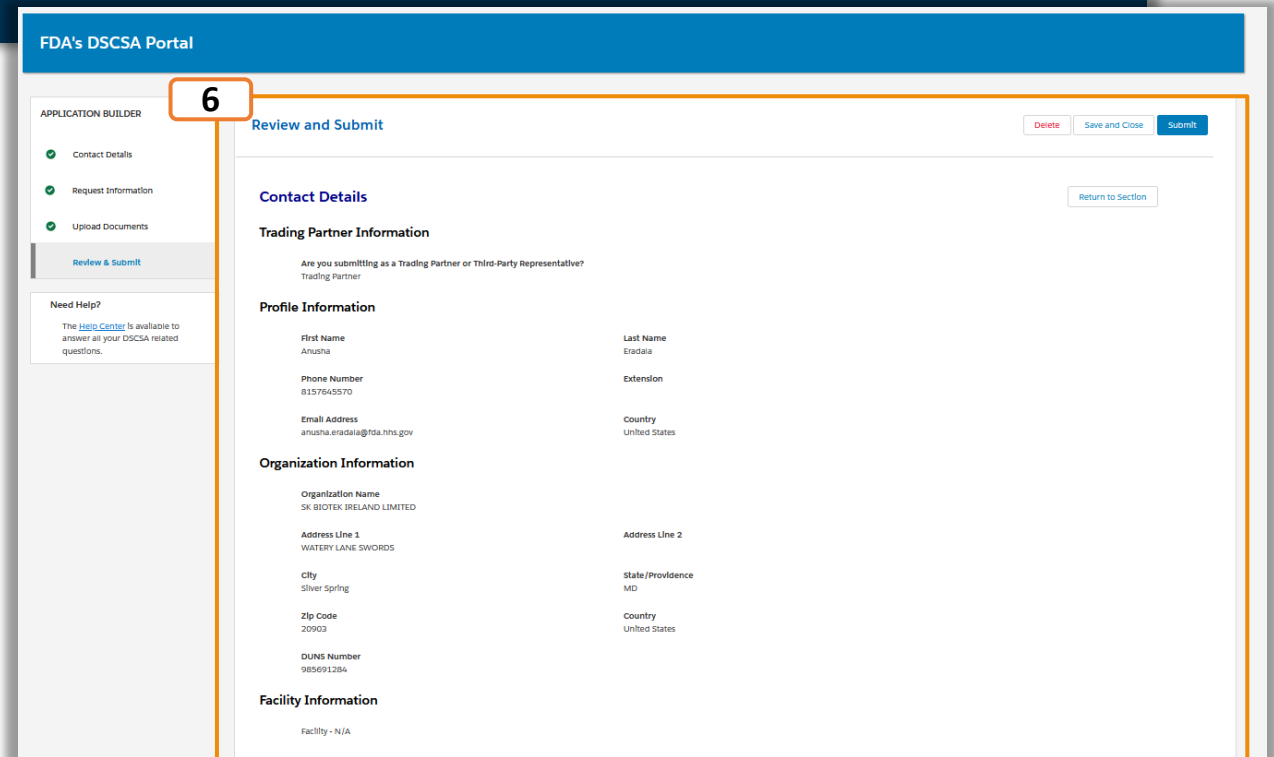 FDA's DSCSA Portal
6
APPLICATION BUILDER
Contact Details
Request Information
Upload Documents
Review & Submit
Need Help?
The Help Center is available to
answer all your DSCSA related
questions.
Review and Submit
Delete
Save and Close
Submit
Contact Details
Return to Section
Trading Partner Information
Are you submitting as a Trading Partner or Third-Party Representative?
Trading Partner
Profile Information
First Name
Anusha
Last Name
Eradala
Phone Number
8157645570
Extension
Email Address
anusha.eradala@fda.hhs.gov
Country
United States
Organization Information
Organization Name
SK BIOTEK IRELAND LIMITED
Address Line 1
WATERY LANE SWORDS
Address Line 2
City
Silver Spring
State/Providence
MD
Zip Code
20903
Country
United States
DUNS Number
985691284
Facility Information
Facility - N/A